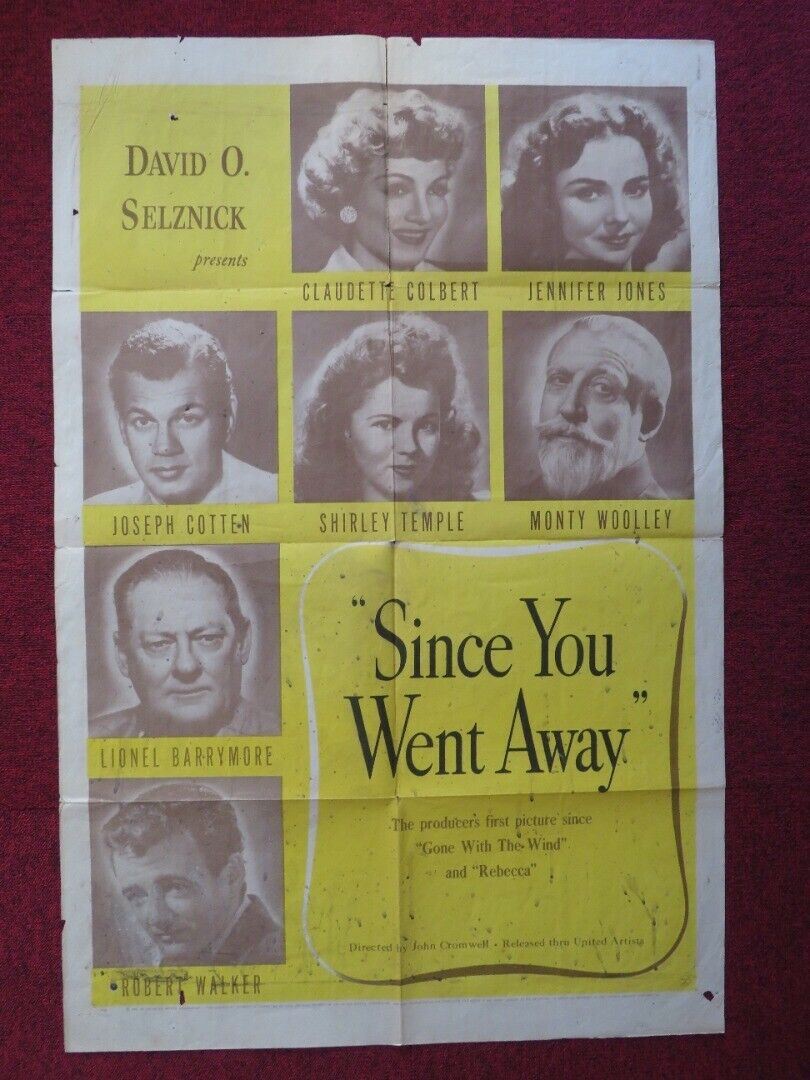 DAVID O.
SELZNICK
presents
CLAUDETTE COLBERT
JENNIFER JONES
JOSEPH COTTEN
SHIRLEY TEMPLE
MONTY WOOLLEY
LIONEL BARRYMORE
ROBERT WALKER
"Since You
Went Away"
The producer's first picture since
"Gone With The Wind"
and "Rebecca"
Directed by John Cromwell • Released thru United Artists